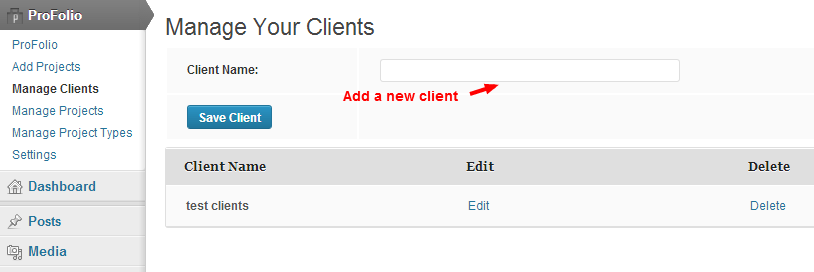 ProFolio
ProFolio
Add Projects
Manage Clients
Manage Projects
Manage Project Types
Settings
Dashboard
Posts
Media
Manage Your Clients
Client Name:
Add a new client
Save Client
Client Name Edit Delete
test clients Edit Delete